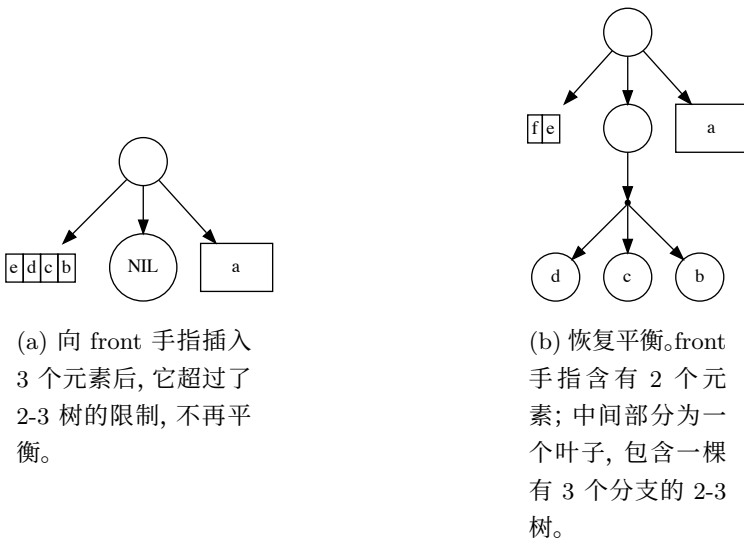 e d c b
NIL
a
(a) 向 front 手指插入
3 个元素后, 它超过了
2-3 树的限制, 不再平
衡。
f e
a
d
c
b
(b) 恢复平衡。front
手指含有 2 个元
素; 中间部分为一
个叶子, 包含一棵
有 3 个分支的 2-3
树。